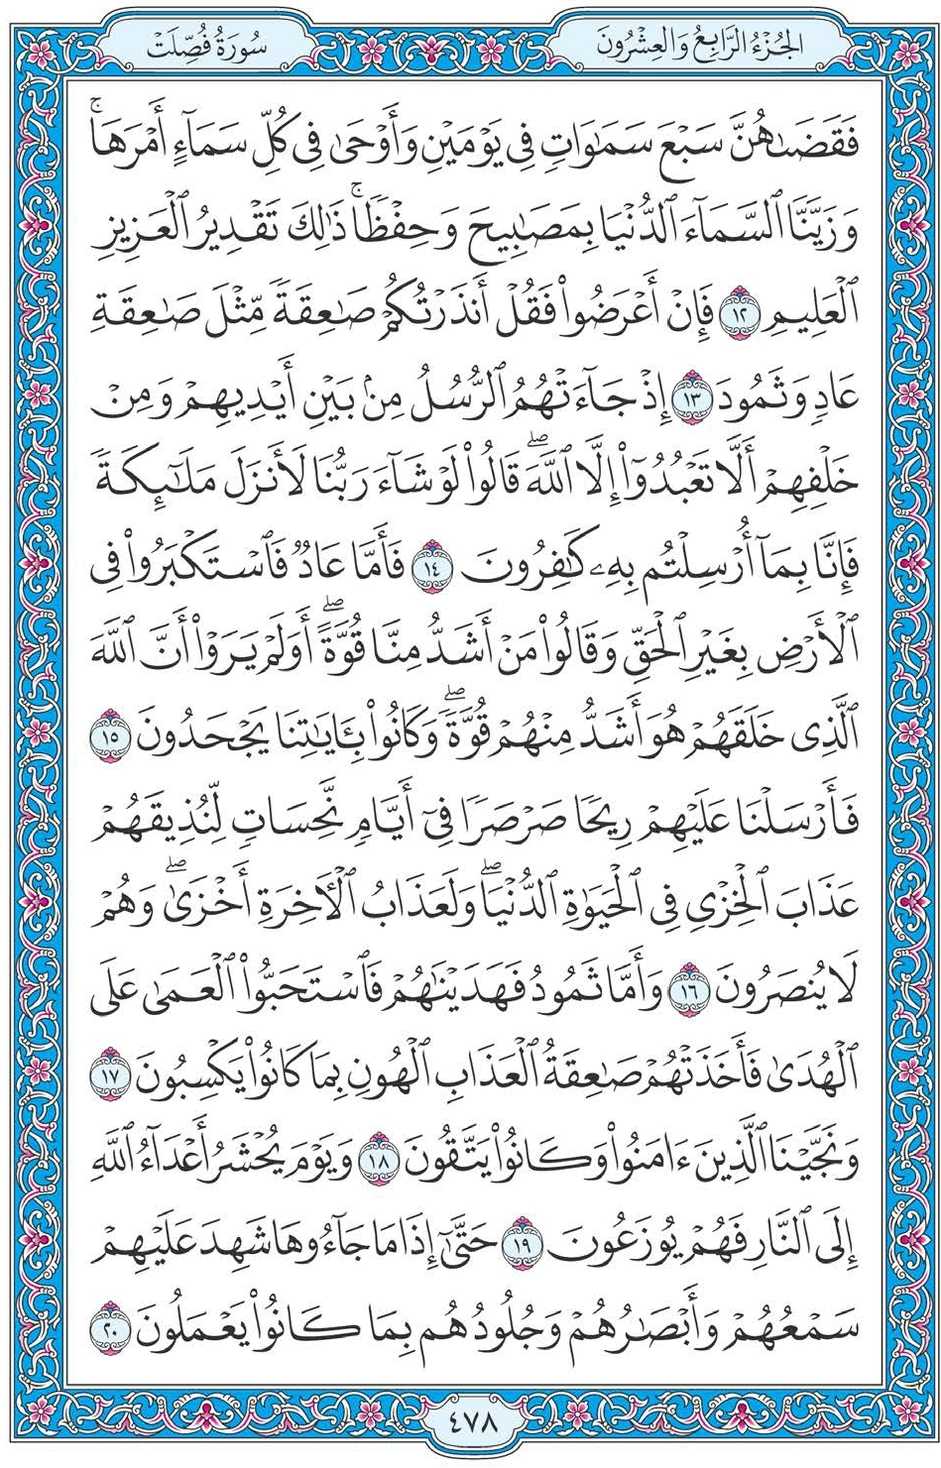 الجُزْءُ الرَّابِعُ وَالعِشْرُونَ
سُورَةُ فُصِّلَتْ
فَقَضَىٰهُنَّ سَبْعَ سَمَٰوَاتٍ فِى يَوْمَيْنِ وَأَوْحَىٰ فِى كُلِّ سَمَآءٍ أَمْرَهَاۚ
وَزَيَّنَّا ٱلسَّمَآءَ ٱلدُّنْيَا بِمَصَٰبِيحَ وَحِفْظًاۚ ذَٰلِكَ تَقْدِيرُ ٱلْعَزِيزِ
ٱلْعَلِيمِ ١٢ فَإِنْ أَعْرَضُوا۟ فَقُلْ أَنذَرْتُكُمْ صَٰعِقَةً مِّثْلَ صَٰعِقَةِ
عَادٍ وَثَمُودَ ١٣ إِذْ جَآءَتْهُمُ ٱلرُّسُلُ مِنۢ بَيْنِ أَيْدِيهِمْ وَمِنْ
خَلْفِهِمْ أَلَّا تَعْبُدُوٓا۟ إِلَّا ٱللَّهَۖ قَالُوا۟ لَوْ شَآءَ رَبُّنَا لَأَنزَلَ مَلَٰٓئِكَةً
فَإِنَّا بِمَآ أُرْسِلْتُم بِهِۦ كَٰفِرُونَ ١٤ فَأَمَّا عَادٌ فَٱسْتَكْبَرُوا۟ فِى
ٱلْأَرْضِ بِغَيْرِ ٱلْحَقِّ وَقَالُوا۟ مَنْ أَشَدُّ مِنَّا قُوَّةًۖ أَوَلَمْ يَرَوْا۟ أَنَّ ٱللَّهَ
ٱلَّذِى خَلَقَهُمْ هُوَ أَشَدُّ مِنْهُمْ قُوَّةًۖ وَكَانُوا۟ بِـَٔايَٰتِنَا يَجْحَدُونَ ١٥
فَأَرْسَلْنَا عَلَيْهِمْ رِيحًا صَرْصَرًا فِىٓ أَيَّامٍ نَّحِسَاتٍ لِّنُذِيقَهُمْ
عَذَابَ ٱلْخِزْىِ فِى ٱلْحَيَوٰةِ ٱلدُّنْيَاۖ وَلَعَذَابُ ٱلْـَٔاخِرَةِ أَخْزَىٰۖ وَهُمْ
لَا يُنصَرُونَ ١٦ وَأَمَّا ثَمُودُ فَهَدَيْنَٰهُمْ فَٱسْتَحَبُّوا۟ ٱلْعَمَىٰ عَلَى
ٱلْهُدَىٰ فَأَخَذَتْهُمْ صَٰعِقَةُ ٱلْعَذَابِ ٱلْهُونِ بِمَا كَانُوا۟ يَكْسِبُونَ ١٧
وَنَجَّيْنَا ٱلَّذِينَ ءَامَنُوا۟ وَكَانُوا۟ يَتَّقُونَ ١٨ وَيَوْمَ يُحْشَرُ أَعْدَآءُ ٱللَّهِ
إِلَى ٱلنَّارِ فَهُمْ يُوزَعُونَ ١٩ حَتَّىٰٓ إِذَا مَا جَآءُوهَا شَهِدَ عَلَيْهِمْ
سَمْعُهُمْ وَأَبْصَٰرُهُمْ وَجُلُودُهُم بِمَا كَانُوا۟ يَعْمَلُونَ ٢٠
٤٧٨